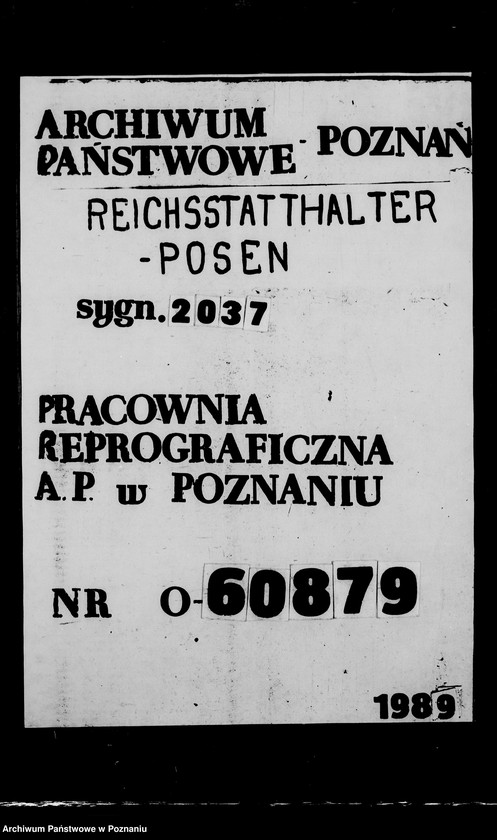 ARCHIWUM
PAŃSTWOWE - POZNAŃ
REICHSSTATTHALTER
-POSEN
sygn. 2037
PRACOWNIA
REPROGRAFICZNA
A.P. w POZNANIU
NR O-60879
1989
Archiwum Państwowe w Poznaniu